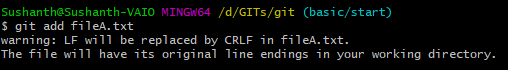 Sushanth@Sushanth-VAIO MINGW64 /d/GITs/git (basic/start)
$ git add fileA.txt
warning: LF will be replaced by CRLF in fileA.txt.
The file will have its original line endings in your working directory.